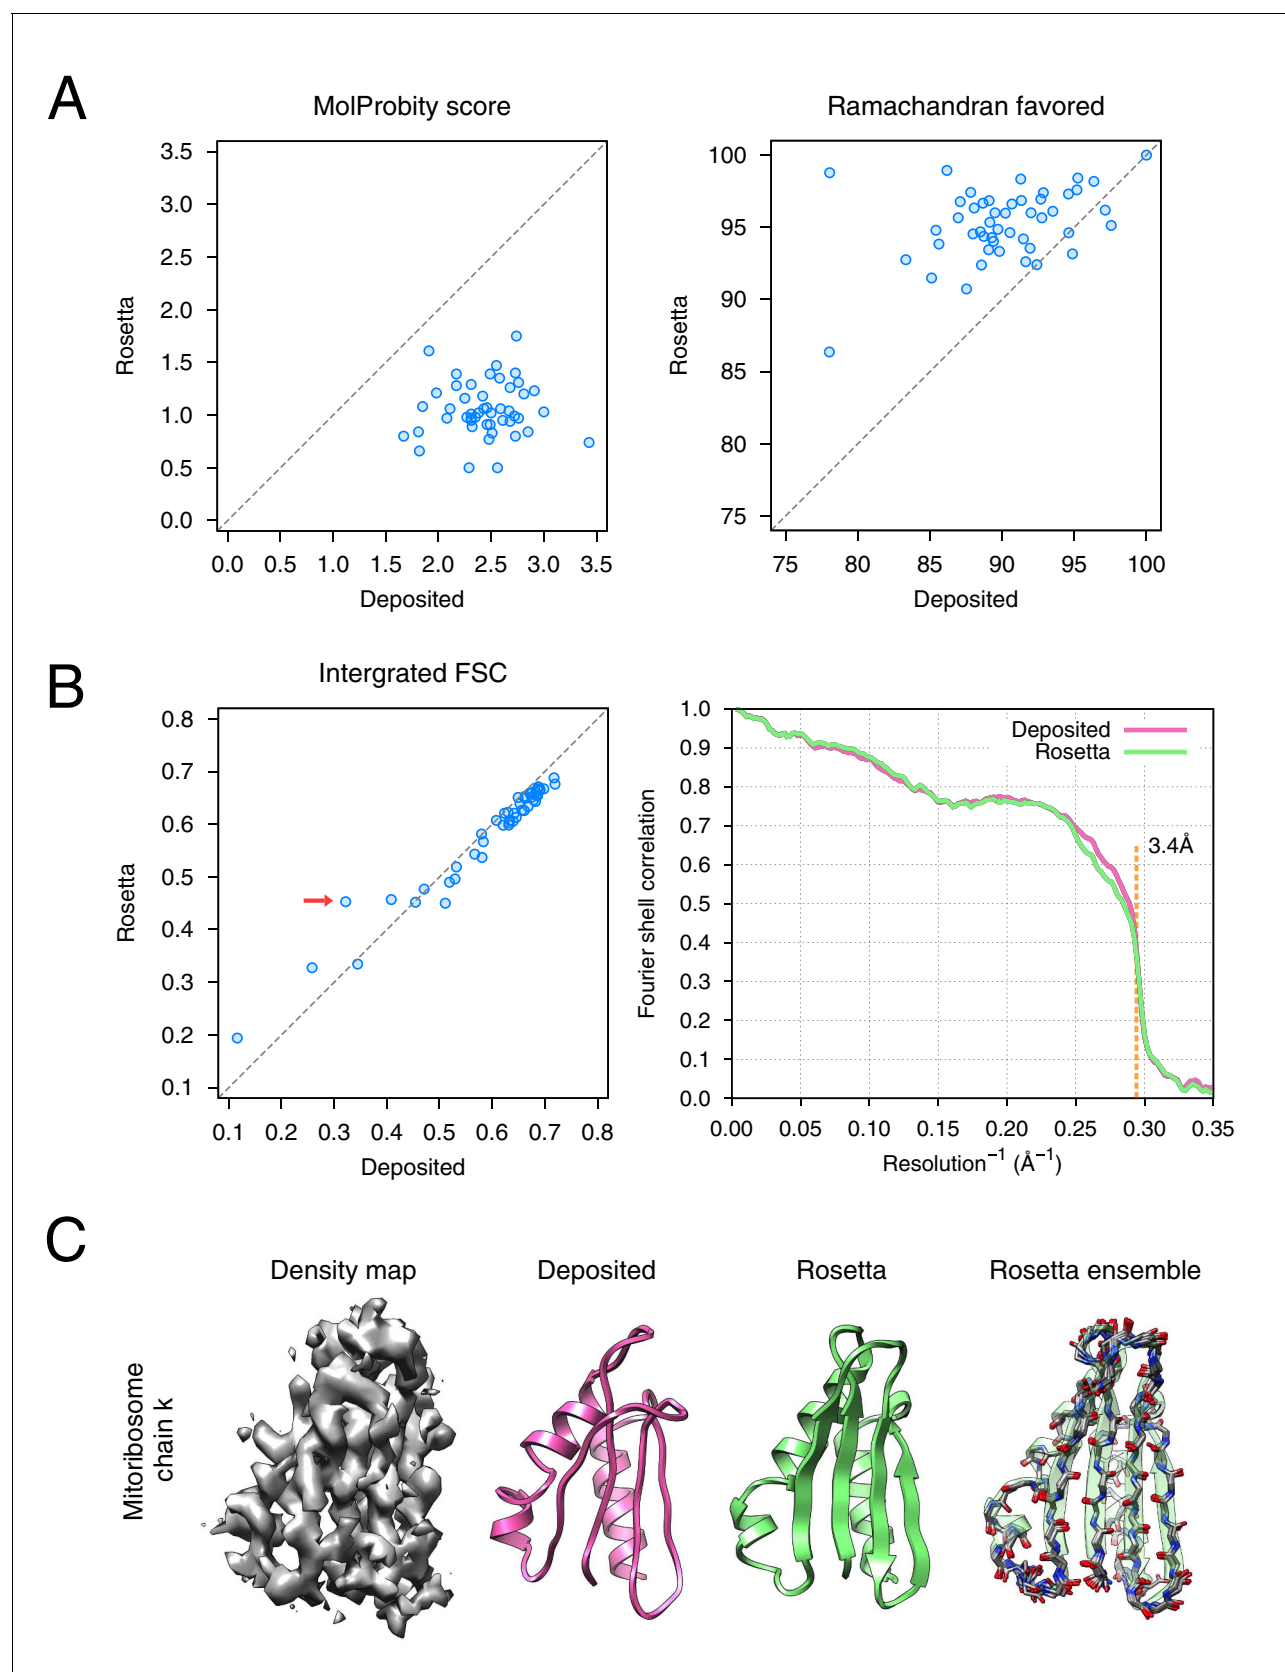 A
MolProbity score
Rosetta
3.5
3.0
2.5
2.0
1.5
1.0
0.5
0.0
0.0 0.5 1.0 1.5 2.0 2.5 3.0 3.5
Deposited
Ramachandran favored
Rosetta
100
95
90
85
80
75
75 80 85 90 95 100
Deposited
B
Intergrated FSC
Rosetta
0.8
0.7
0.6
0.5
0.4
0.3
0.2
0.1
0.1 0.2 0.3 0.4 0.5 0.6 0.7 0.8
Deposited
Fourier shell correlation
1.0
0.9
0.8
0.7
0.6
0.5
0.4
0.3
0.2
0.1
0.0
Deposited
Rosetta
3.4Å
0.00 0.05 0.10 0.15 0.20 0.25 0.30 0.35
Resolution⁻¹ (Å⁻¹)
C
Density map Deposited Rosetta Rosetta ensemble
Mitoribosome
chain k